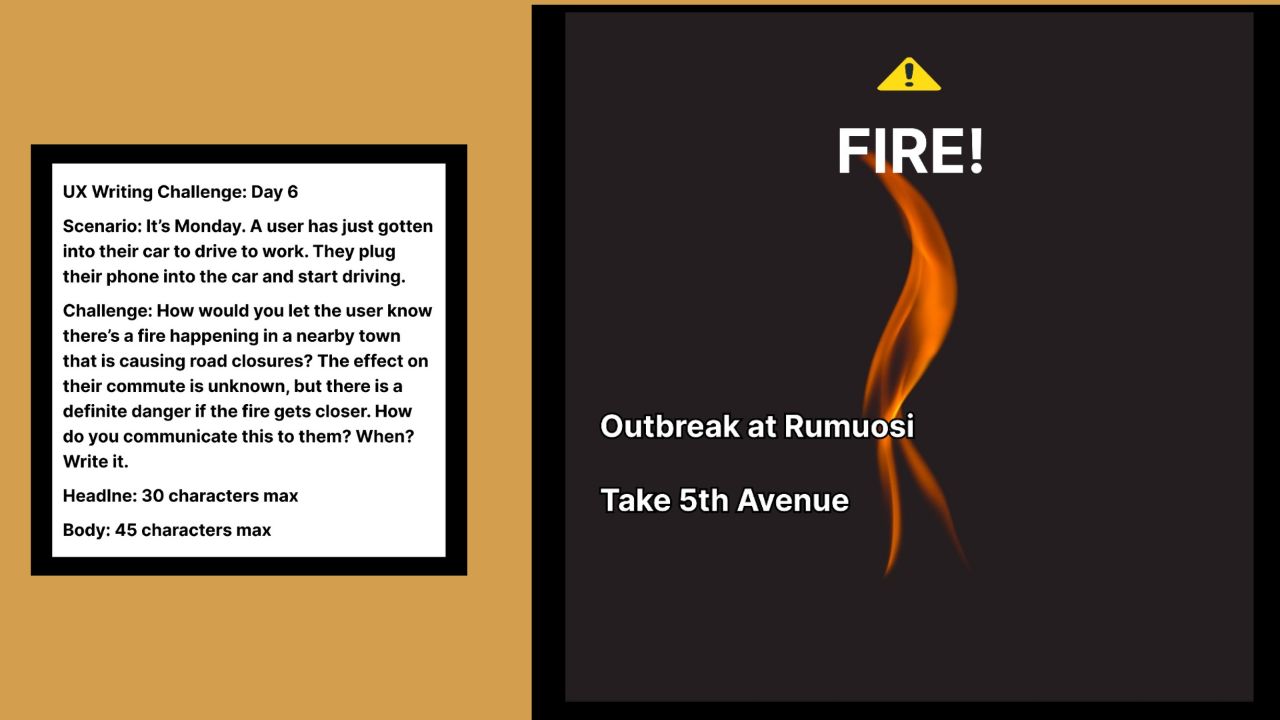 UX Writing Challenge: Day 6
Scenario: It's Monday. A user has just gotten
into their car to drive to work. They plug
their phone into the car and start driving.
Challenge: How would you let the user know
there's a fire happening in a nearby town
that is causing road closures? The effect on
their commute is unknown, but there is a
definite danger if the fire gets closer. How
do you communicate this to them? When?
Write it.
Headlne: 30 characters max
Body: 45 characters max
FIRE!
Outbreak at Rumuosi
Take 5th Avenue